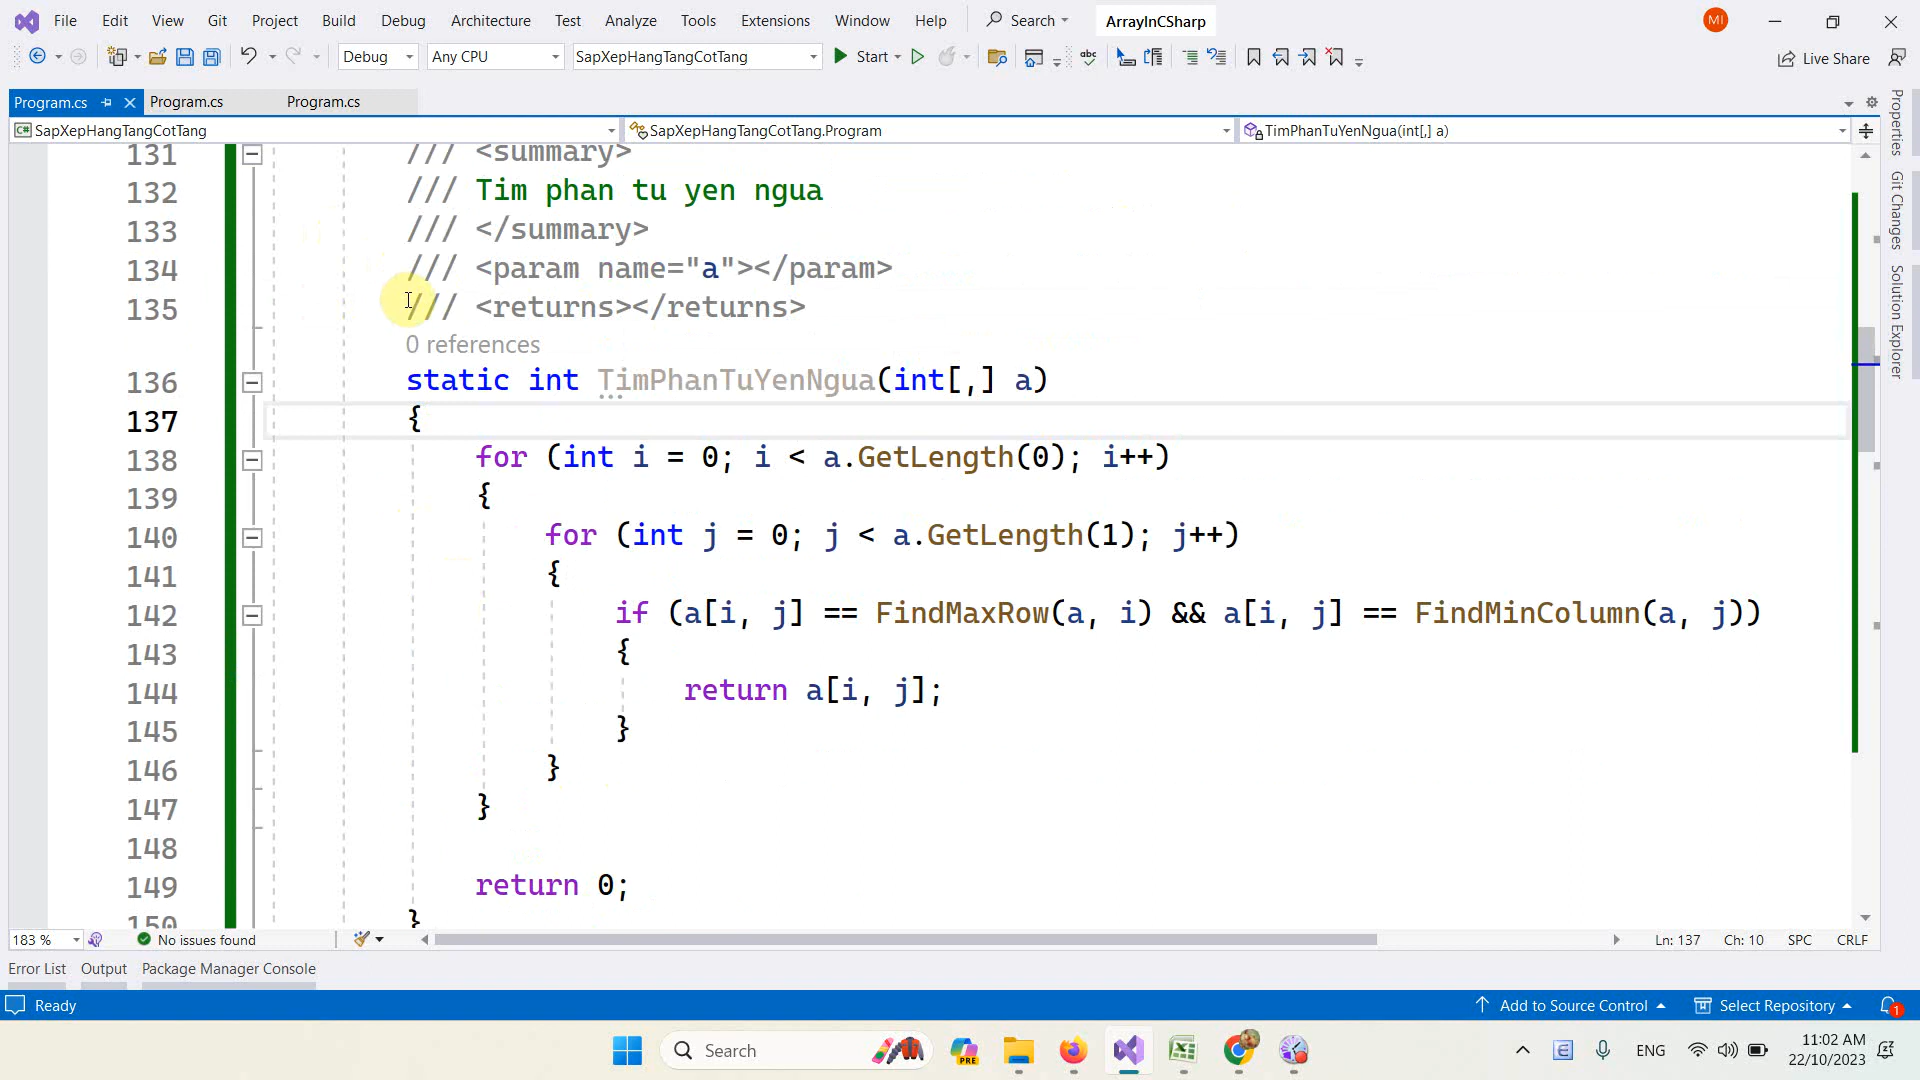 File Edit View Git Project Build Debug Architecture Test Analyze Tools Extensions Window Help Search ArrayInCSharp MI
Debug Any CPU SapXepHangTangCotTang Start abc Live Share
Program.cs Program.cs Program.cs
C# SapXepHangTangCotTang SapXepHangTangCotTang.Program TimPhanTuYenNgua(int[,] a)
Properties
Git Changes
Solution Explorer
131 /// <summary>
132 /// Tim phan tu yen ngua
133 /// </summary>
134 /// <param name="a"></param>
135 /// <returns></returns>
0 references
136 static int TimPhanTuYenNgua(int[,] a)
137 {
138 for (int i = 0; i < a.GetLength(0); i++)
139 {
140 for (int j = 0; j < a.GetLength(1); j++)
141 {
142 if (a[i, j] == FindMaxRow(a, i) && a[i, j] == FindMinColumn(a, j))
143 {
144 return a[i, j];
145 }
146 }
147 }
148
149 return 0;
150 }
183 % No issues found Ln: 137 Ch: 10 SPC CRLF
Error List Output Package Manager Console
Ready Add to Source Control Select Repository 1
Search PRE ENG 11:02 AM
22/10/2023